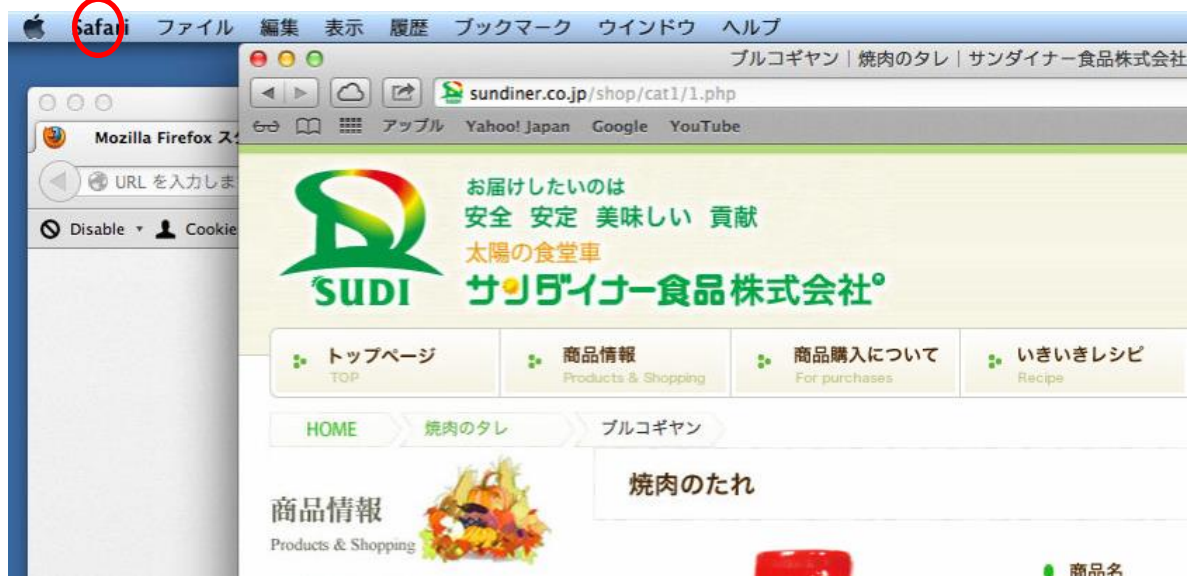 Safari ファイル 編集 表示 履歴 ブックマーク ウインドウ ヘルプ
ブルコギヤン｜焼肉のタレ｜サンダイナー食品株式会社
sundiner.co.jp/shop/cat1/1.php
アップル Yahoo! Japan Google YouTube
Mozilla Firefox
URL を入力しま
Disable Cookie
お届けしたいのは
安全 安定 美味しい 貢献
太陽の食堂車
サンダイナー食品株式会社
SUDI
トップページ
TOP
商品情報
Products & Shopping
商品購入について
For purchases
いきいきレシピ
Recipe
HOME 焼肉のタレ ブルコギヤン
焼肉のたれ
商品情報
Products & Shopping
商品名